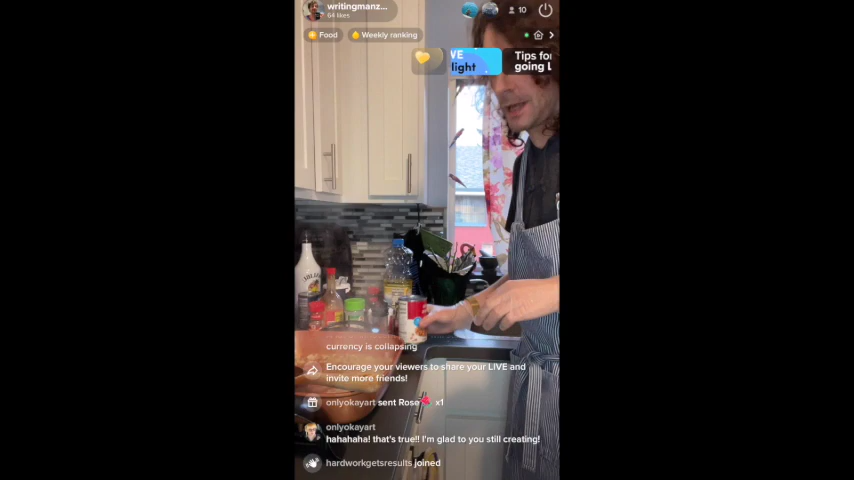 writingmanz...
64 likes
10
Food
Weekly ranking
VE
light
Tips for
going L
currency is collapsing
Encourage your viewers to share your LIVE and
invite more friends!
onlyokayart sent Rose x1
onlyokayart
hahahaha! that's true!! I'm glad to you still creating!
hardworkgetsresults joined